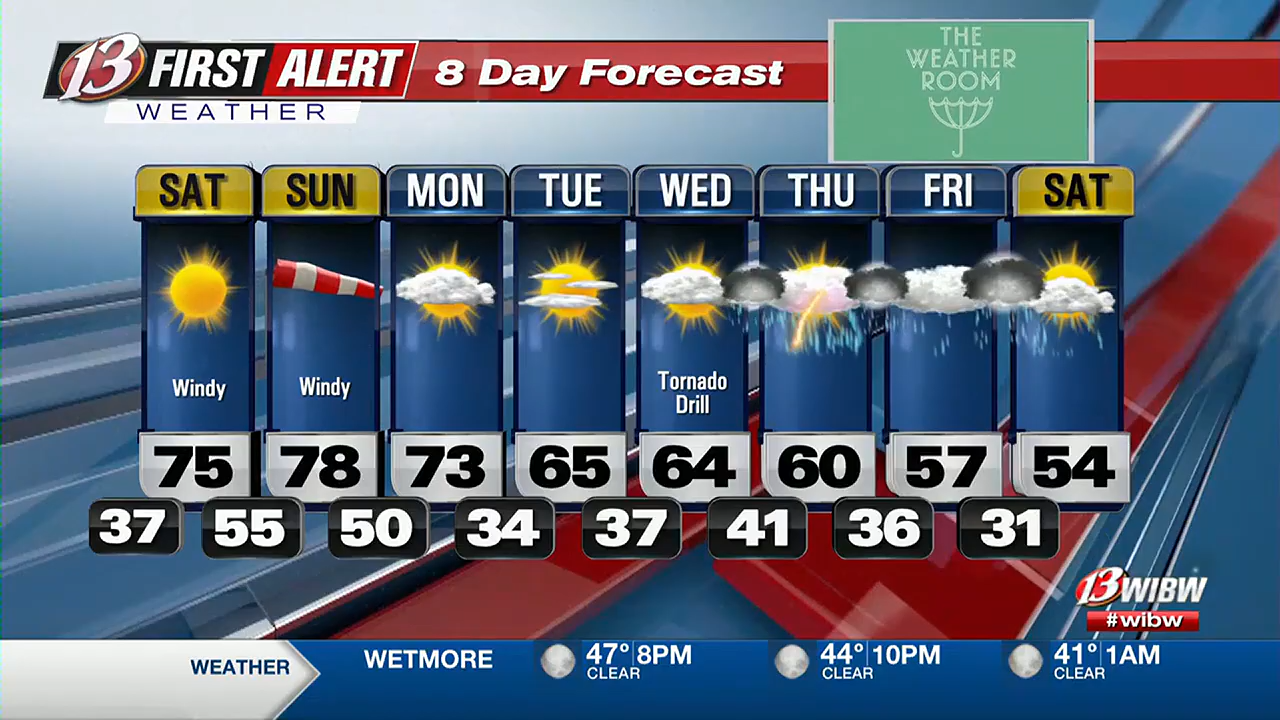 13 FIRST ALERT
WEATHER
8 Day Forecast
THE
WEATHER
ROOM
SAT SUN MON TUE WED THU FRI SAT
Windy Windy Tornado
Drill
75 78 73 65 64 60 57 54
37 55 50 34 37 41 36 31
13 WIBW
#wibw
WEATHER WETMORE 47° 8PM 44° 10PM 41° 1AM
CLEAR CLEAR CLEAR